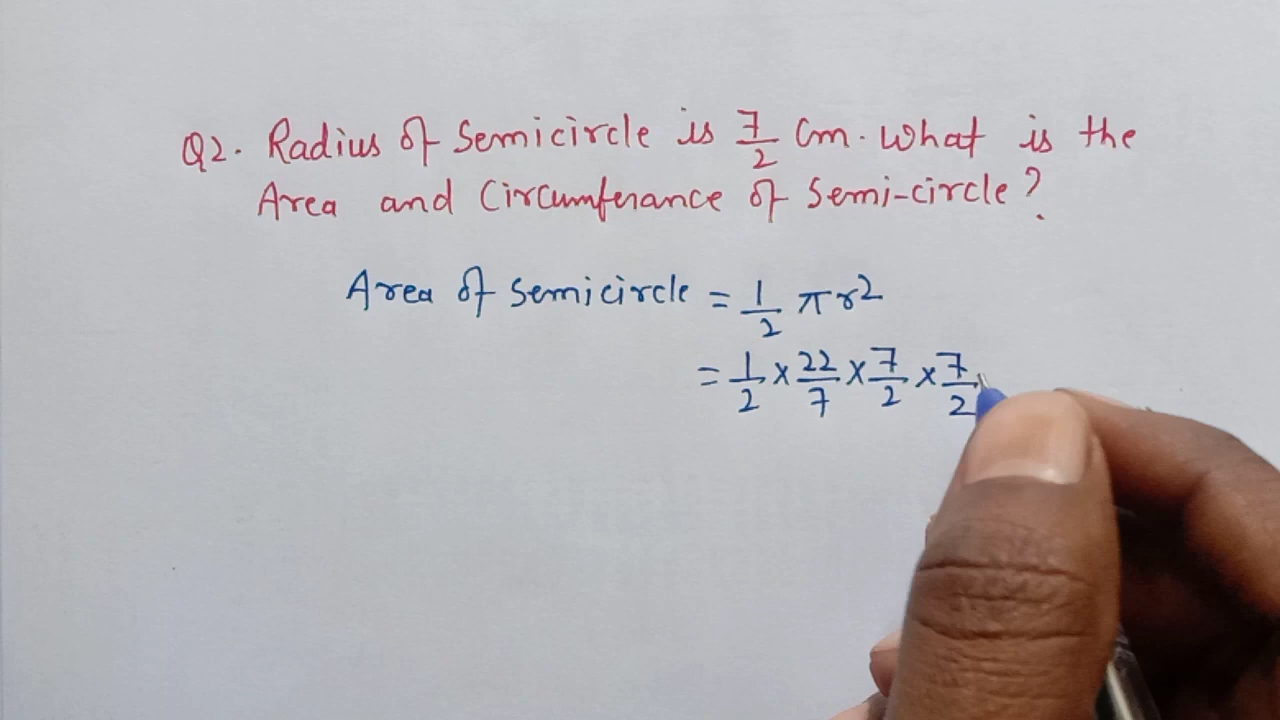 Q2. Radius of Semicircle is 7/2 Cm. What is the
Area and Circumferance of Semi-circle?
Area of Semicircle = 1/2 πr²
= 1/2 × 22/7 × 7/2 × 7/2